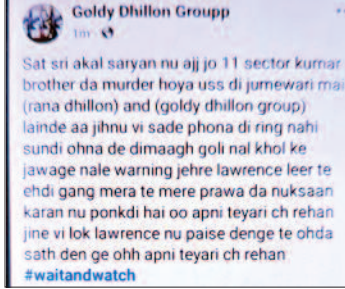 Goldy Dhillon Groupp
1m
Sat sri akal saryan nu ajj jo 11 sector kumar
brother da murder hoya uss di jumewari mai
(rana dhillon) and (goldy dhillon group)
lainde aa jihnu vi sade phona di ring nahi
sundi ohna de dimaagh goli nal khol ke
jawage nale warning jehre lawrence leer te
ehdi gang mera te mere prawa da nuksaan
karan nu ponkdi hai oo apni teyari ch rehan
jine vi lok lawrence nu paise denge te ohda
sath den ge ohh apni teyari ch rehan
#waitandwatch